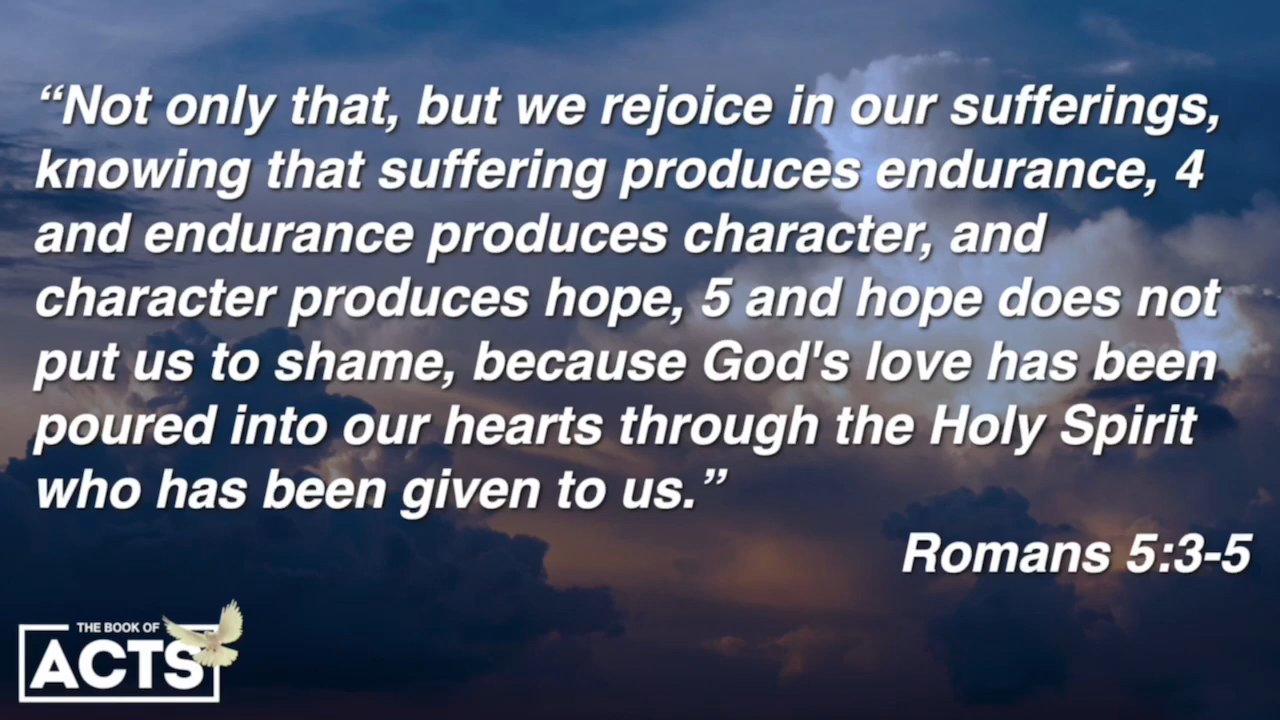 “Not only that, but we rejoice in our sufferings,
knowing that suffering produces endurance, 4
and endurance produces character, and
character produces hope, 5 and hope does not
put us to shame, because God's love has been
poured into our hearts through the Holy Spirit
who has been given to us.”
Romans 5:3-5
THE BOOK OF
ACTS